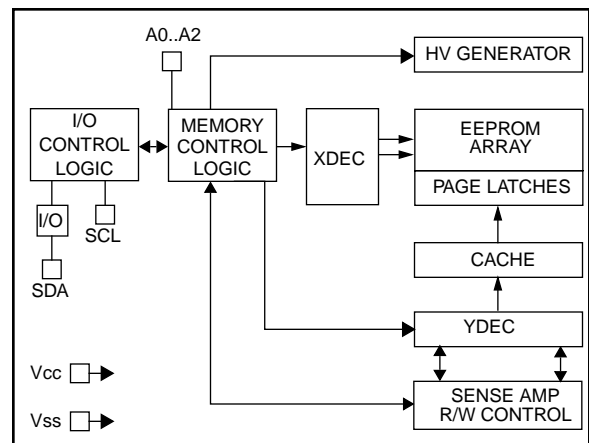 A0..A2
HV GENERATOR
I/O
CONTROL
LOGIC
MEMORY
CONTROL
LOGIC
XDEC
EEPROM
ARRAY
PAGE LATCHES
I/O
SCL
SDA
CACHE
YDEC
Vcc
Vss
SENSE AMP
R/W CONTROL